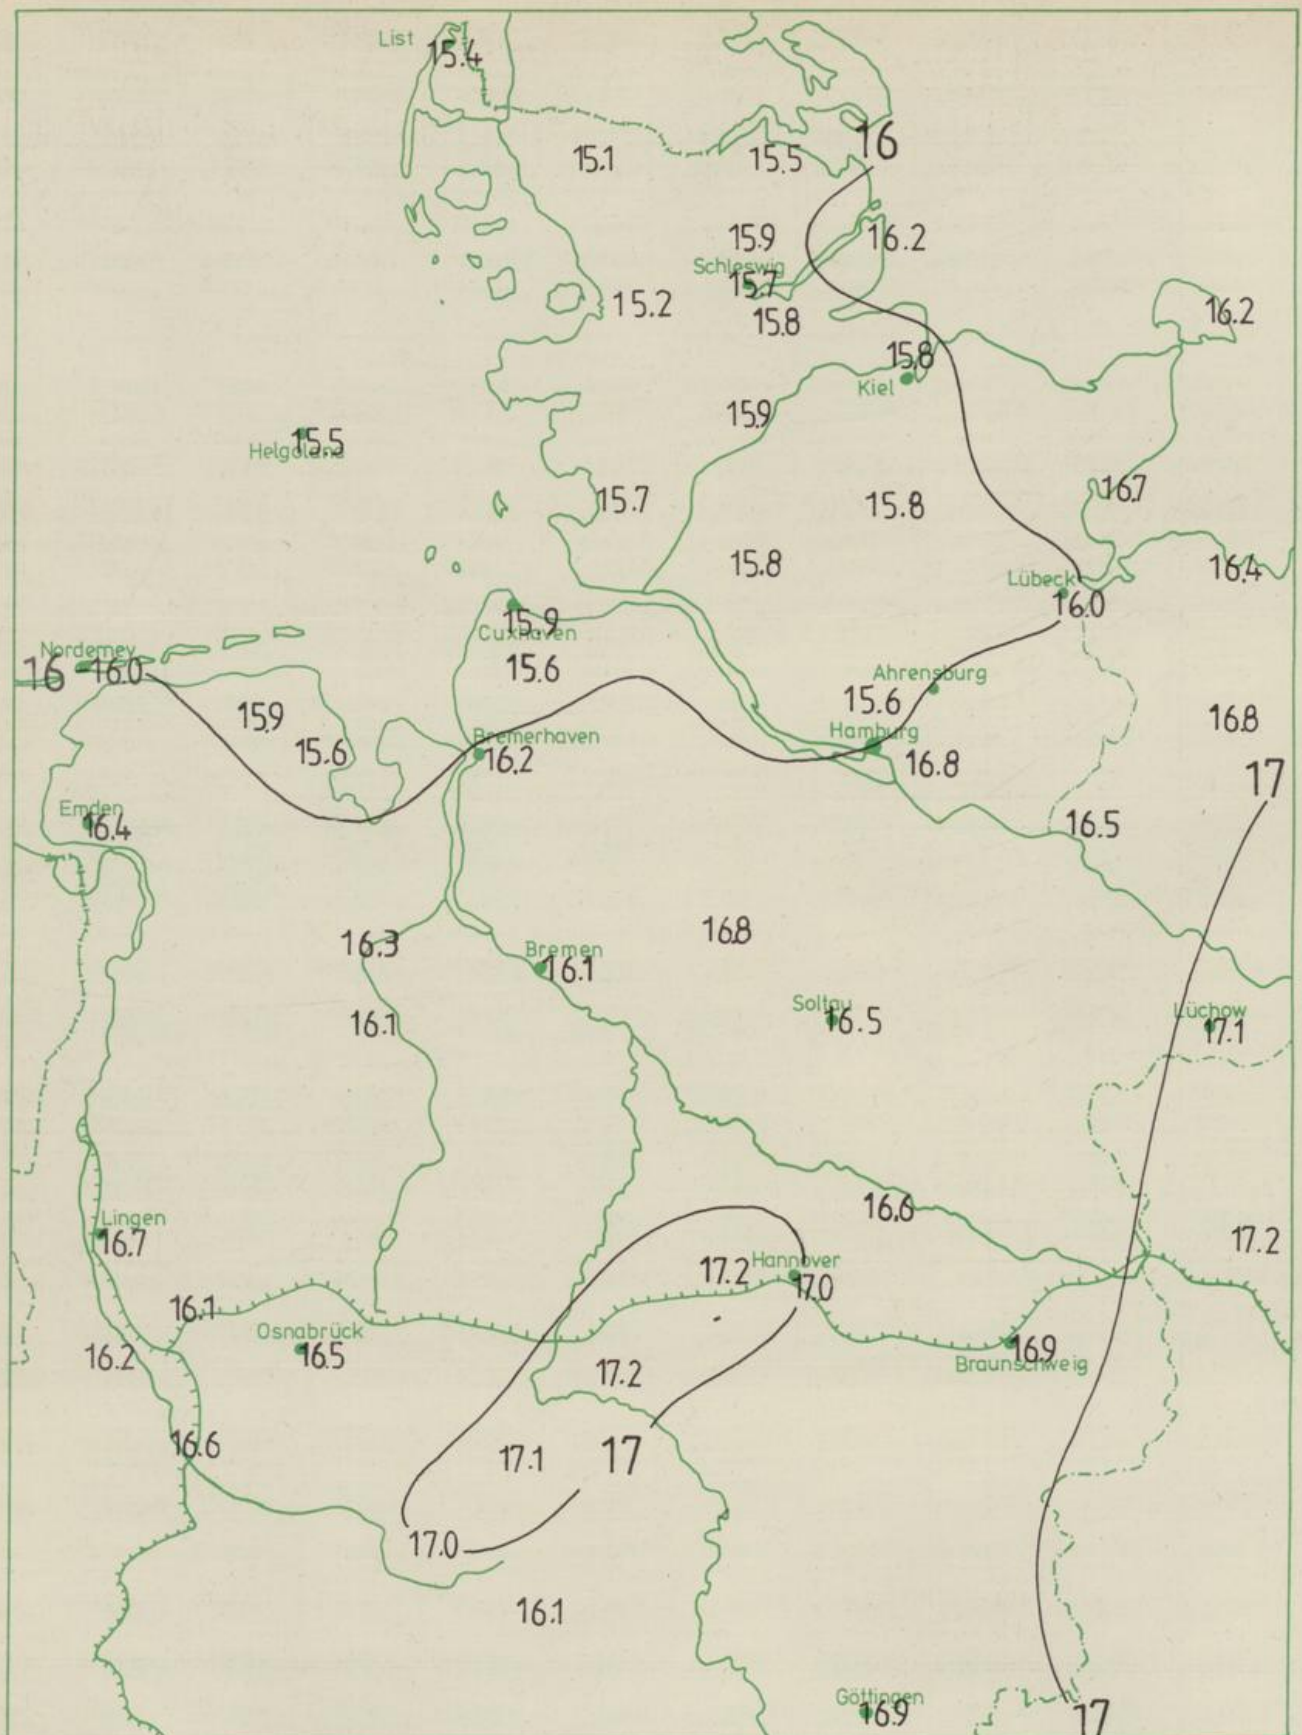 List
15.4
16
15.1
15.5
15.9
16.2
Schleswig
15.7
15.2
15.8
16.2
15.8
Kiel
15.9
15.5
Helgoland
15.7
15.8
16.7
15.8
16.4
Lübeck
16.0
15.9
Cuxhaven
Norderney
16
16.0
15.6
Ahrensburg
15.6
15.9
16.8
Hamburg
Bremerhaven
15.6
16.2
16.8
17
Emden
16.4
16.5
16.8
16.3
Bremen
16.1
Soltau
16.5
Lüchow
17.1
16.1
16.6
Lingen
16.7
17.2
Hannover
17.2
17.0
16.1
Osnabrück
16.5
16.2
16.9
Braunschweig
17.2
16.6
17.1
17
17.0
16.1
Göttingen
16.9
17